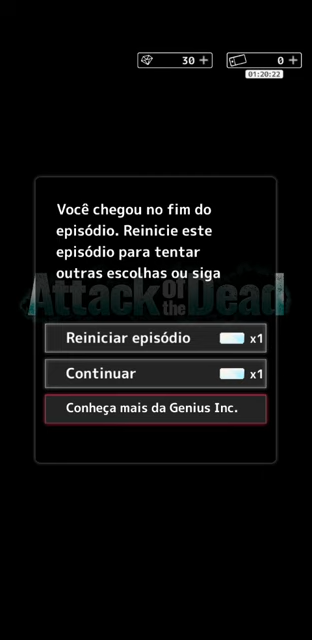 30 +
0 +
01:20:22
Você chegou no fim do
episódio. Reinicie este
episódio para tentar
outras escolhas ou siga
Attack of the Dead
Reiniciar episódio x1
Continuar x1
Conheça mais da Genius Inc.